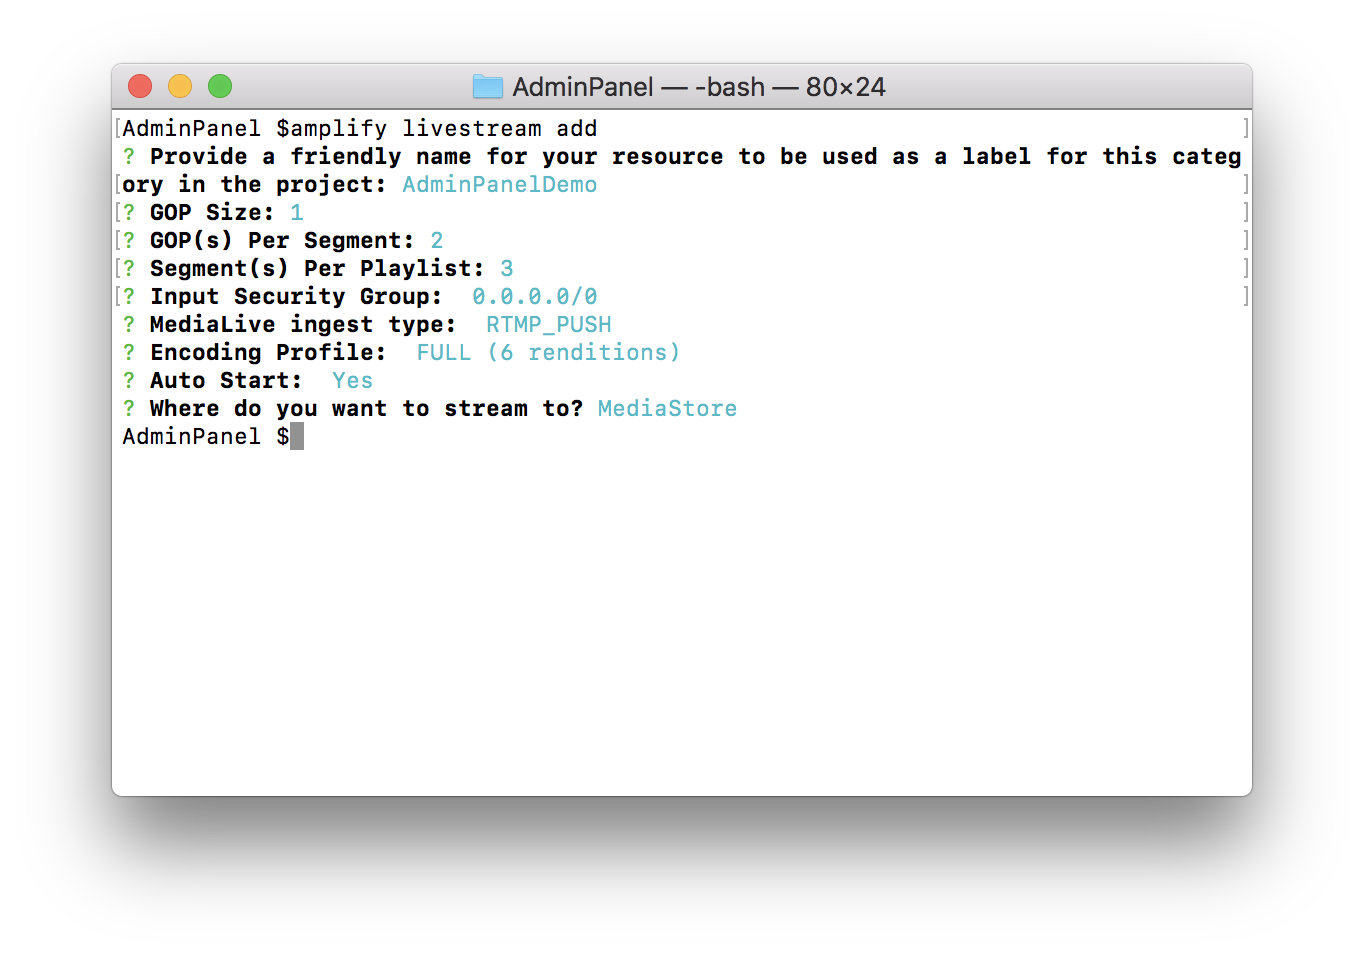 AdminPanel — -bash — 80×24
[AdminPanel $amplify livestream add ]
? Provide a friendly name for your resource to be used as a label for this categ
[ory in the project: AdminPanelDemo ]
[? GOP Size: 1 ]
[? GOP(s) Per Segment: 2 ]
[? Segment(s) Per Playlist: 3 ]
[? Input Security Group:  0.0.0.0/0 ]
? MediaLive ingest type:  RTMP_PUSH
? Encoding Profile:  FULL (6 renditions)
? Auto Start:  Yes
? Where do you want to stream to? MediaStore
AdminPanel $